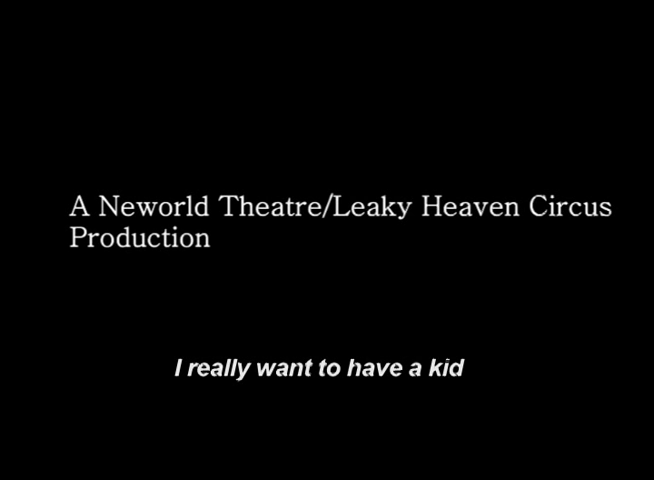 A Neworld Theatre/Leaky Heaven Circus
Production
I really want to have a kid